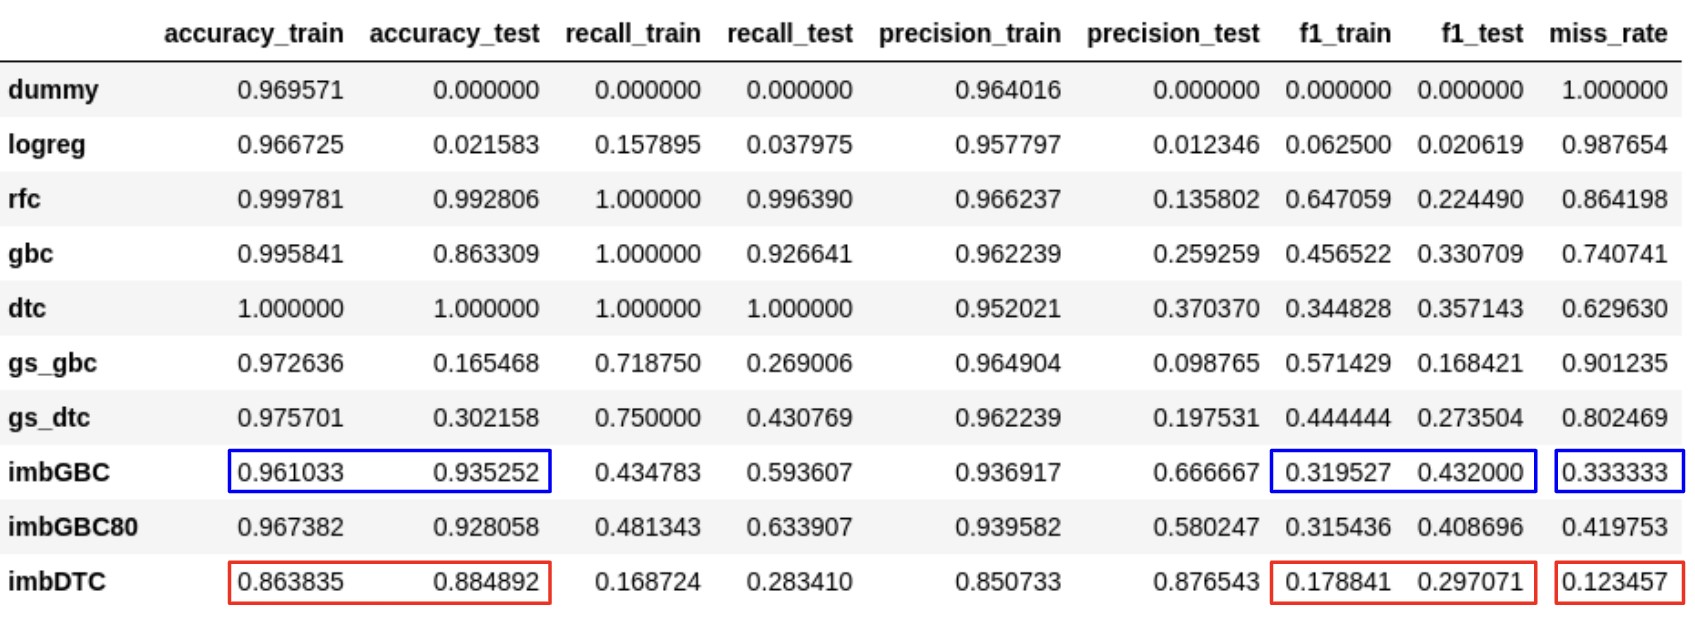 accuracy_train accuracy_test recall_train recall_test precision_train precision_test f1_train f1_test miss_rate
dummy 0.969571 0.000000 0.000000 0.000000 0.964016 0.000000 0.000000 0.000000 1.000000
logreg 0.966725 0.021583 0.157895 0.037975 0.957797 0.012346 0.062500 0.020619 0.987654
rfc 0.999781 0.992806 1.000000 0.996390 0.966237 0.135802 0.647059 0.224490 0.864198
gbc 0.995841 0.863309 1.000000 0.926641 0.962239 0.259259 0.456522 0.330709 0.740741
dtc 1.000000 1.000000 1.000000 1.000000 0.952021 0.370370 0.344828 0.357143 0.629630
gs_gbc 0.972636 0.165468 0.718750 0.269006 0.964904 0.098765 0.571429 0.168421 0.901235
gs_dtc 0.975701 0.302158 0.750000 0.430769 0.962239 0.197531 0.444444 0.273504 0.802469
imbGBC 0.961033 0.935252 0.434783 0.593607 0.936917 0.666667 0.319527 0.432000 0.333333
imbGBC80 0.967382 0.928058 0.481343 0.633907 0.939582 0.580247 0.315436 0.408696 0.419753
imbDTC 0.863835 0.884892 0.168724 0.283410 0.850733 0.876543 0.178841 0.297071 0.123457